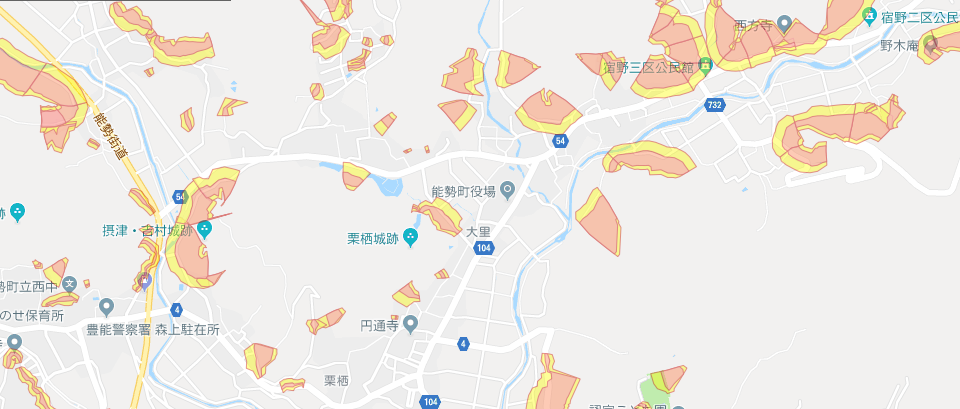 西方寺
宿野二区公民
野木庵
宿野三区公民館
732
能勢街道
54
54
能勢町役場
跡
摂津・吉村城跡
栗栖城跡
大里
104
勢町立西中
のせ保育所
豊能警察署 森上駐在所
4
円通寺
4
栗栖
104